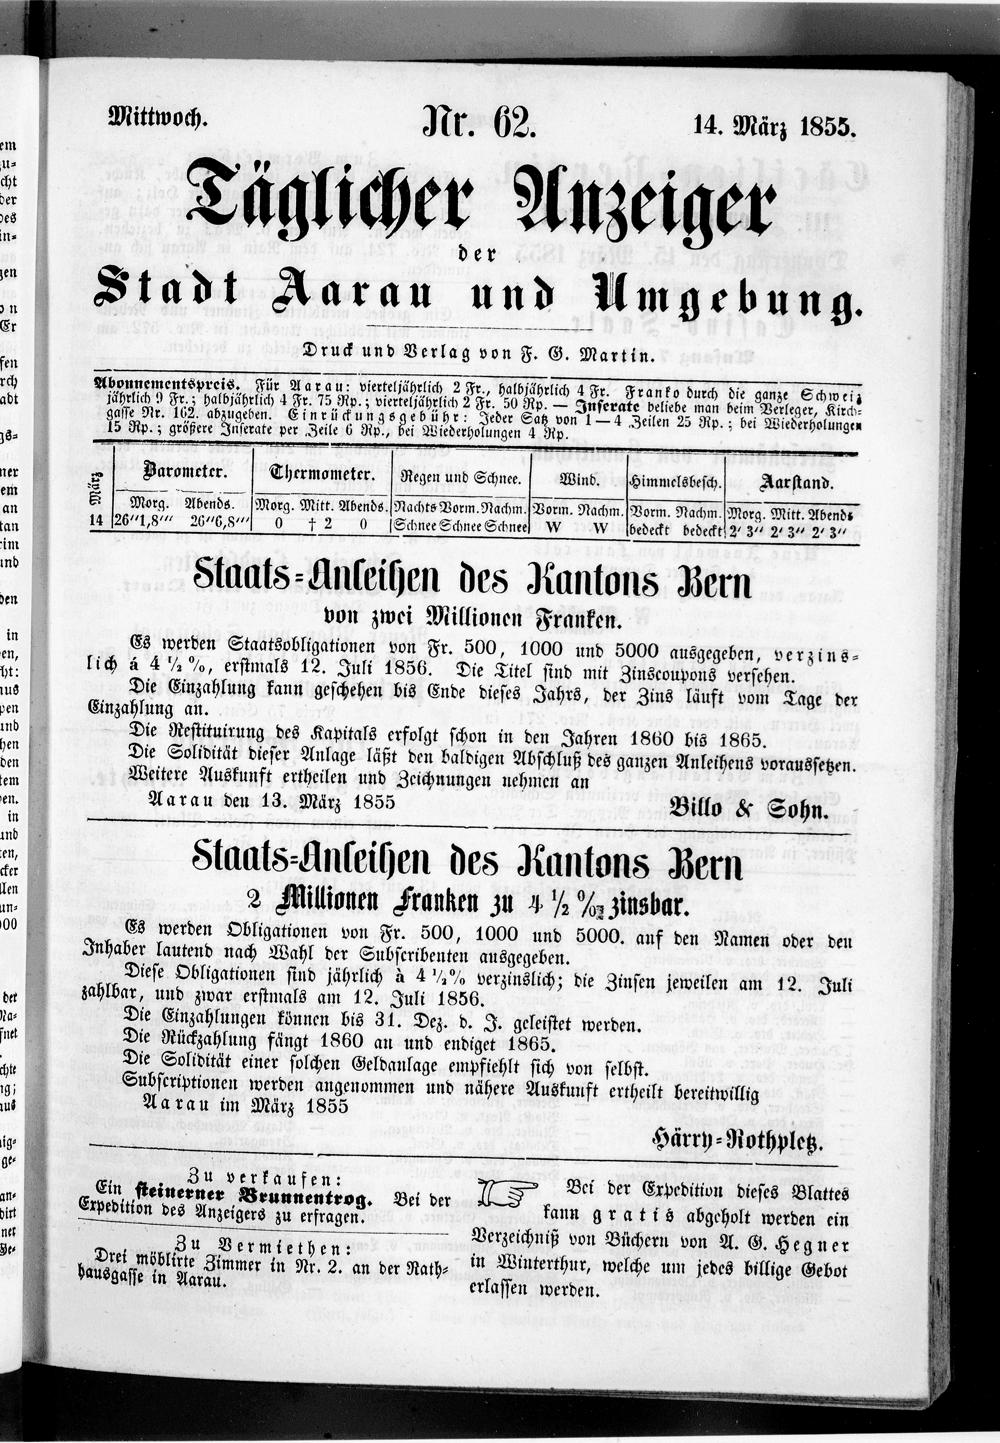 Mittwoch.
Nr. 62.
14. März 1855.
Täglicher Anzeiger
der
Stadt Aarau und Umgebung.
Druck und Verlag von F. G. Martin.
Abonnementspreis. Für Aarau: vierteljährlich 2 Fr., halbjährlich 4 Fr. Franko durch die ganze Schweiz
jährlich 9 Fr.; halbjährlich 4 Fr. 75 Rp.; vierteljährlich 2 Fr. 50 Rp. — Inserate beliebe man beim Verleger, Kirch-
gasse Nr. 162. abzugeben. Einrückungsgebühr: Jeder Satz von 1—4 Zeilen 25 Rp.; bei Wiederholungen
15 Rp.; größere Inserate per Zeile 6 Rp., bei Wiederholungen 4 Rp.
März
Barometer. Thermometer. Regen und Schnee. Wind. Himmelsbesch. Aarstand.
Morg. Abends. Morg. Mitt. Abends. Nachts Vorm. Nachm. Vorm. Nachm. Vorm. Nachm. Morg. Mitt. Abends
14 26"1,8''' 26"6,8''' 0 † 2 0 Schnee Schnee Schnee W W bedeckt bedeckt 2' 3" 2' 3" 2' 3"
Staats-Anleihen des Kantons Bern
von zwei Millionen Franken.
Es werden Staatsobligationen von Fr. 500, 1000 und 5000 ausgegeben, verzins-
lich á 4 ½ %, erstmals 12. Juli 1856. Die Titel sind mit Zinscoupons versehen.
Die Einzahlung kann geschehen bis Ende dieses Jahrs, der Zins läuft vom Tage der
Einzahlung an.
Die Restituirung des Kapitals erfolgt schon in den Jahren 1860 bis 1865.
Die Solidität dieser Anlage läßt den baldigen Abschluß des ganzen Anleihens voraussetzen.
Weitere Auskunft ertheilen und Zeichnungen nehmen an
Aarau den 13. März 1855
Billo & Sohn.
Staats-Anleihen des Kantons Bern
2 Millionen Franken zu 4 ½ % zinsbar.
Es werden Obligationen von Fr. 500, 1000 und 5000. auf den Namen oder den
Inhaber lautend nach Wahl der Subscribenten ausgegeben.
Diese Obligationen sind jährlich à 4 ½% verzinslich; die Zinsen jeweilen am 12. Juli
zahlbar, und zwar erstmals am 12. Juli 1856.
Die Einzahlungen können bis 31. Dez. d. J. geleistet werden.
Die Rückzahlung fängt 1860 an und endiget 1865.
Die Solidität einer solchen Geldanlage empfiehlt sich von selbst.
Subscriptionen werden angenommen und nähere Auskunft ertheilt bereitwillig
Aarau im März 1855
Härry-Rothpletz.
Zu verkaufen:
Ein steinerner Brunnentrog. Bei der
Expedition des Anzeigers zu erfragen.
Zu Vermiethen:
Drei möblirte Zimmer in Nr. 2. an der Rath-
hausgasse in Aarau.
Bei der Expedition dieses Blattes
kann gratis abgeholt werden ein
Verzeichniß von Büchern von A. G. Hegner
in Winterthur, welche um jedes billige Gebot
erlassen werden.